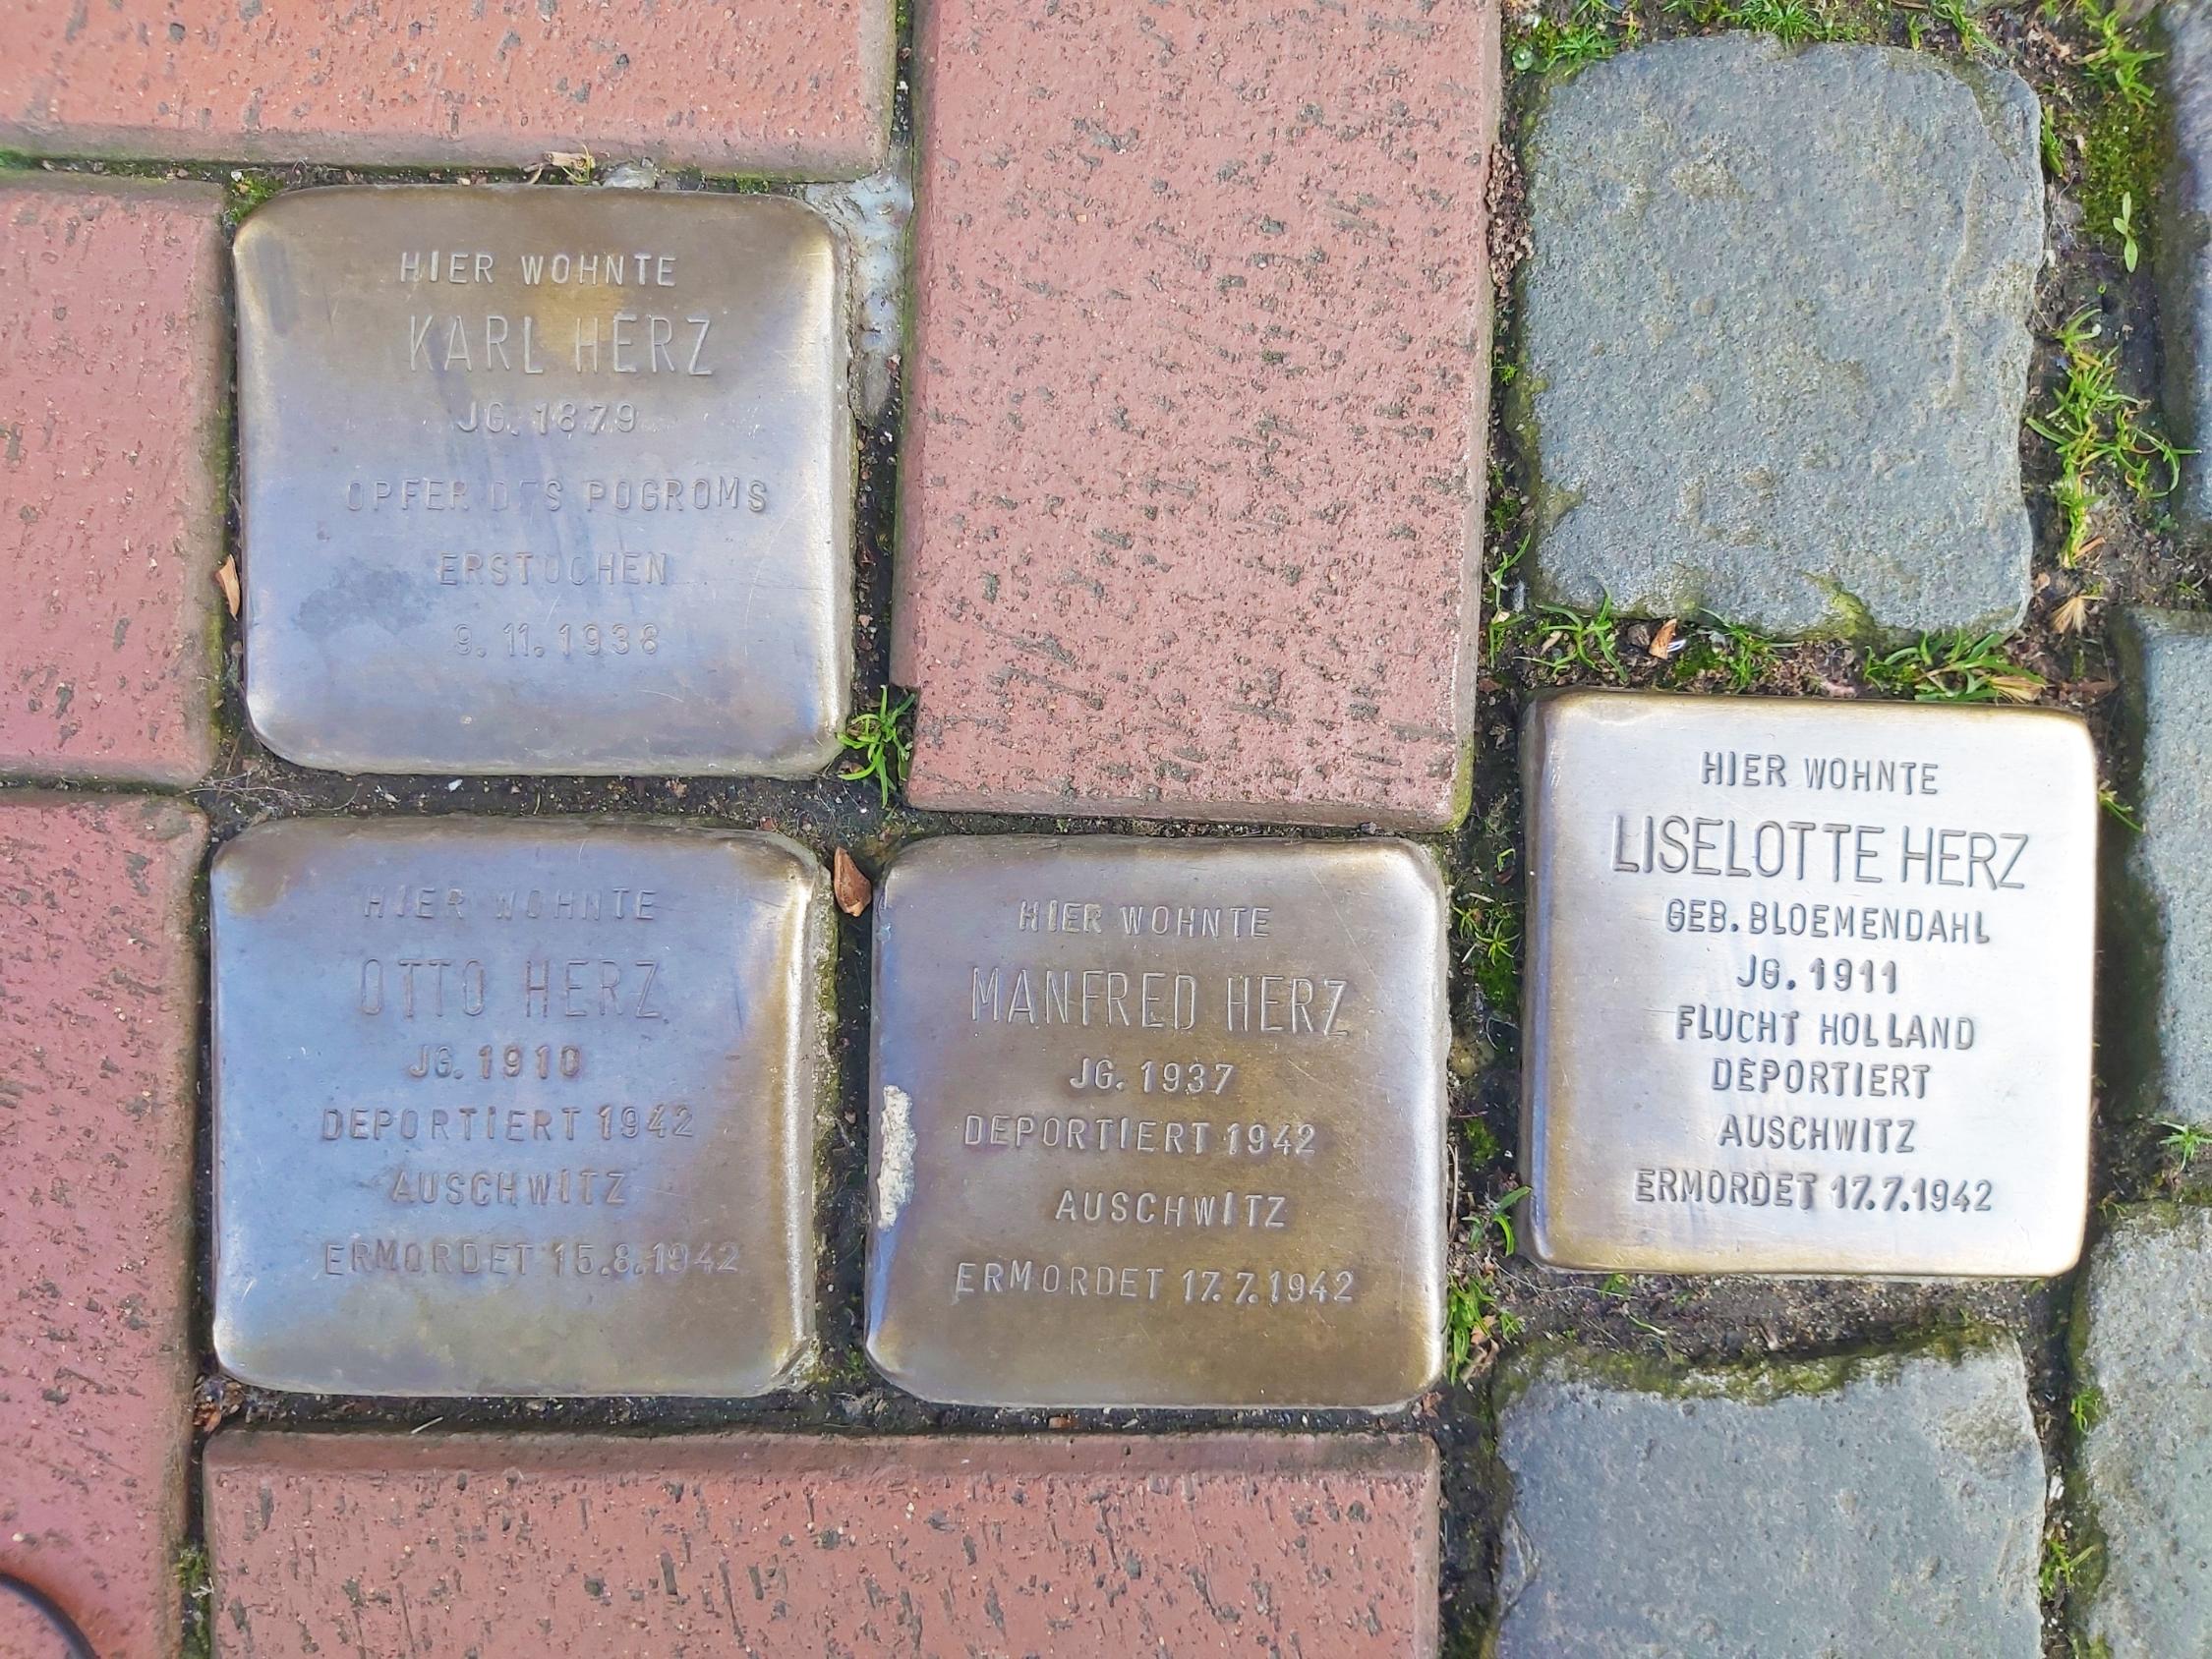 HIER WOHNTE
KARL HERZ
JG. 1879
OPFER DES POGROMS
ERSTOCHEN
9. 11. 1938
HIER WOHNTE
OTTO HERZ
JG. 1910
DEPORTIERT 1942
AUSCHWITZ
ERMORDET 15.8.1942
HIER WOHNTE
MANFRED HERZ
JG. 1937
DEPORTIERT 1942
AUSCHWITZ
ERMORDET 17.7.1942
HIER WOHNTE
LISELOTTE HERZ
GEB. BLOEMENDAHL
JG. 1911
FLUCHT HOLLAND
DEPORTIERT
AUSCHWITZ
ERMORDET 17.7.1942